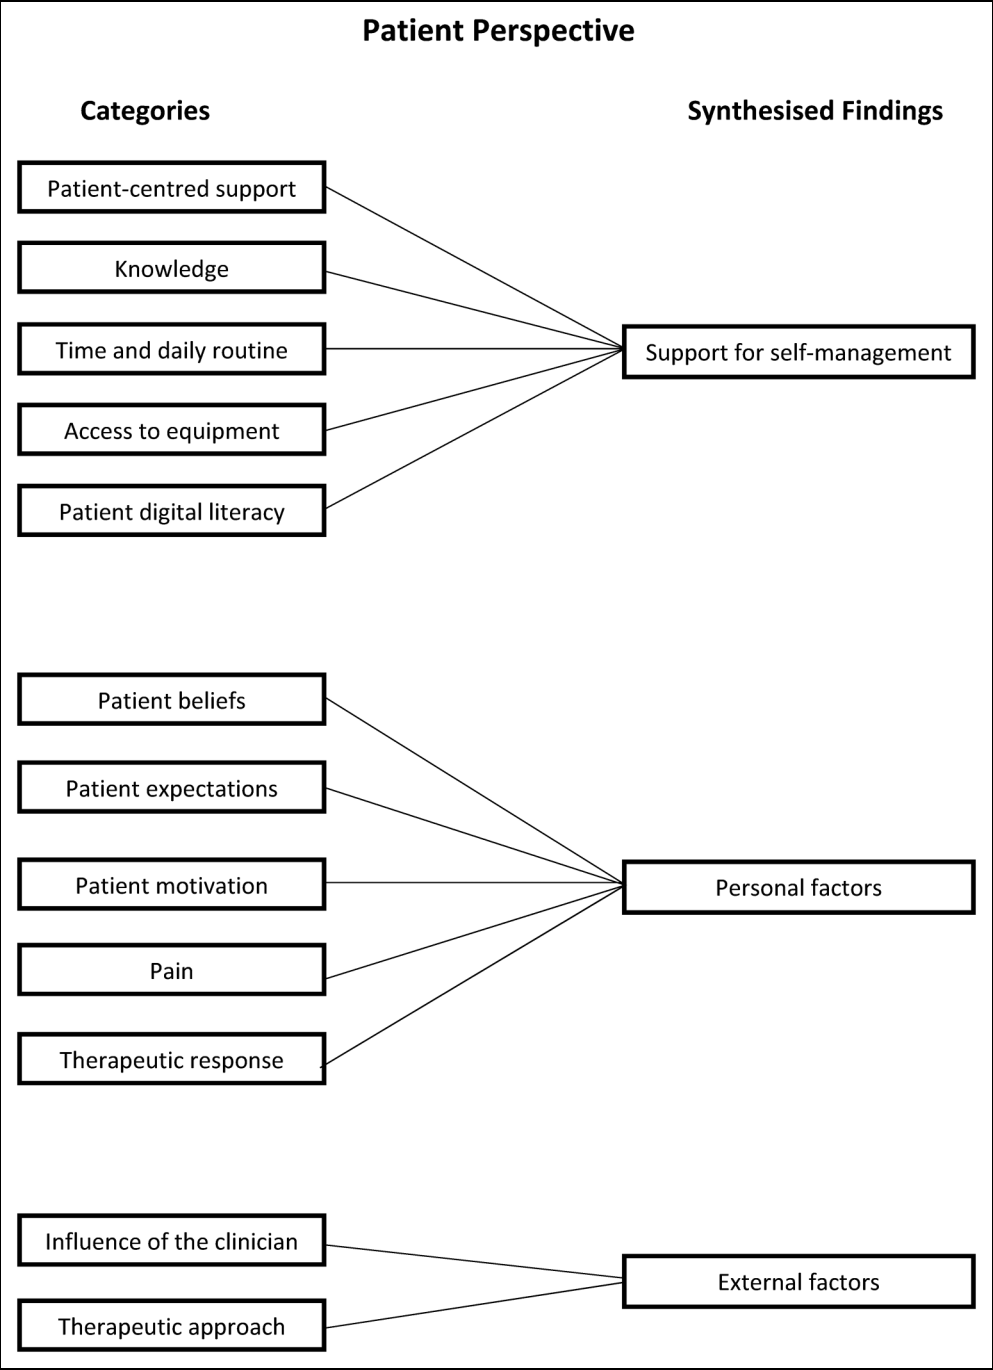 Patient Perspective
Categories
Synthesised Findings
Patient-centred support
Knowledge
Time and daily routine
Access to equipment
Patient digital literacy
Support for self-management
Patient beliefs
Patient expectations
Patient motivation
Pain
Therapeutic response
Personal factors
Influence of the clinician
Therapeutic approach
External factors